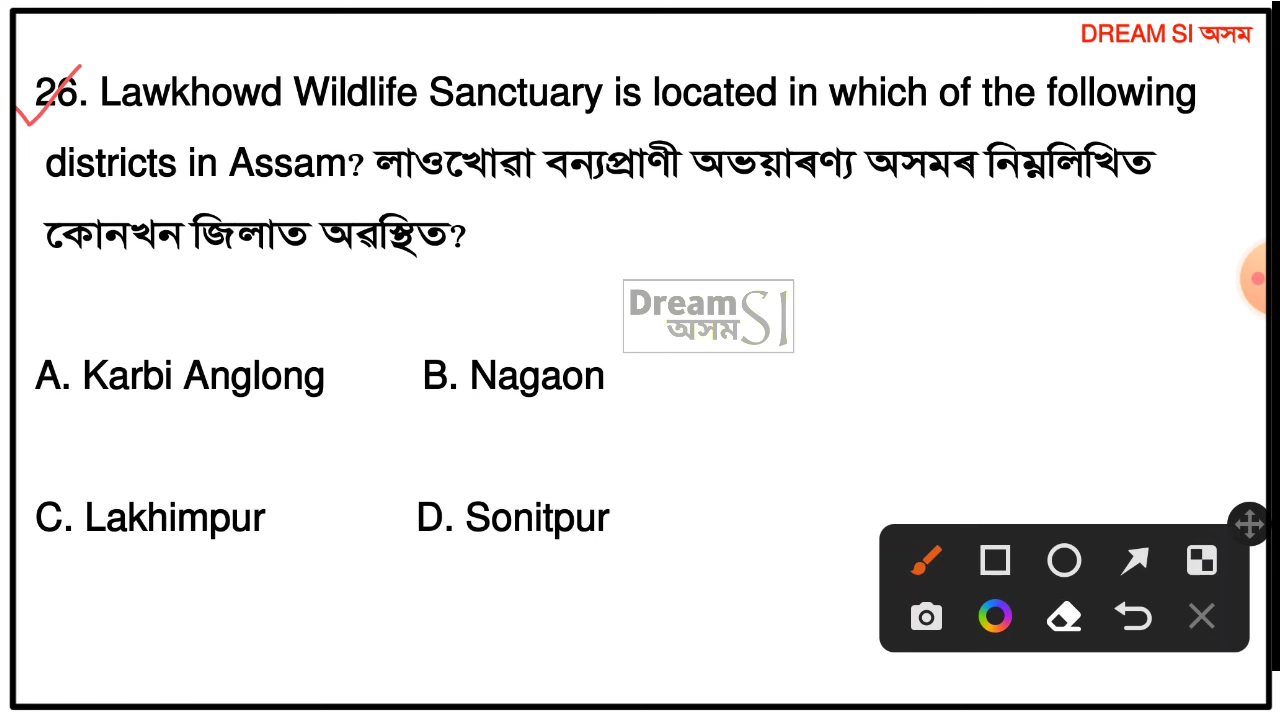 DREAM SI অসম
26. Lawkhowd Wildlife Sanctuary is located in which of the following
districts in Assam? লাওখোৱা বন্যপ্ৰাণী অভয়াৰণ্য অসমৰ নিম্নলিখিত
কোনখন জিলাত অৱস্থিত?
Dream SI
অসম
A. Karbi Anglong B. Nagaon
C. Lakhimpur D. Sonitpur